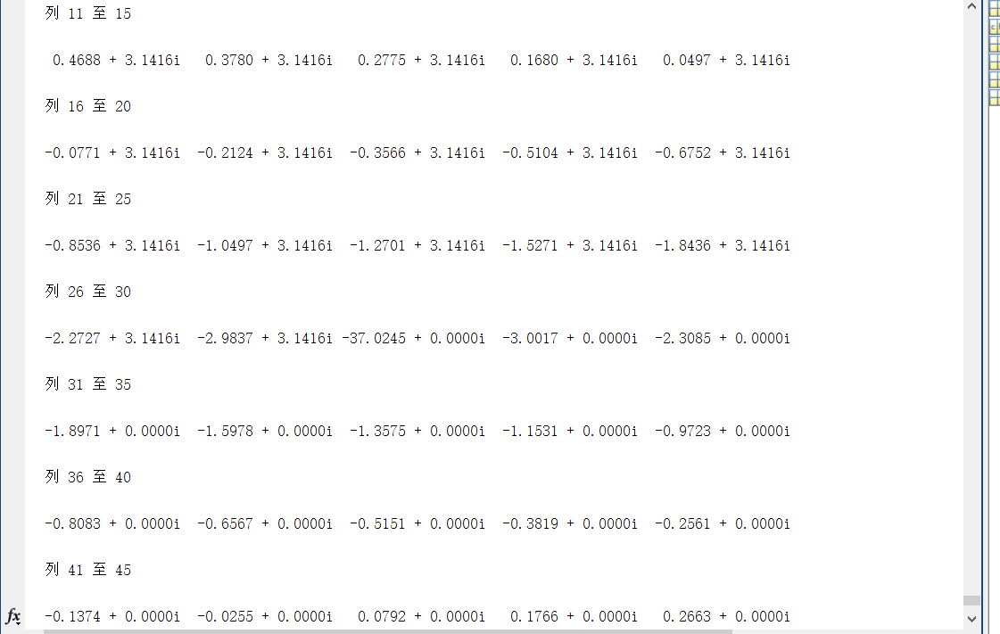 列 11 至 15
0.4688 + 3.1416i 0.3780 + 3.1416i 0.2775 + 3.1416i 0.1680 + 3.1416i 0.0497 + 3.1416i
列 16 至 20
-0.0771 + 3.1416i -0.2124 + 3.1416i -0.3566 + 3.1416i -0.5104 + 3.1416i -0.6752 + 3.1416i
列 21 至 25
-0.8536 + 3.1416i -1.0497 + 3.1416i -1.2701 + 3.1416i -1.5271 + 3.1416i -1.8436 + 3.1416i
列 26 至 30
-2.2727 + 3.1416i -2.9837 + 3.1416i -37.0245 + 0.0000i -3.0017 + 0.0000i -2.3085 + 0.0000i
列 31 至 35
-1.8971 + 0.0000i -1.5978 + 0.0000i -1.3575 + 0.0000i -1.1531 + 0.0000i -0.9723 + 0.0000i
列 36 至 40
-0.8083 + 0.0000i -0.6567 + 0.0000i -0.5151 + 0.0000i -0.3819 + 0.0000i -0.2561 + 0.0000i
列 41 至 45
fx -0.1374 + 0.0000i -0.0255 + 0.0000i 0.0792 + 0.0000i 0.1766 + 0.0000i 0.2663 + 0.0000i